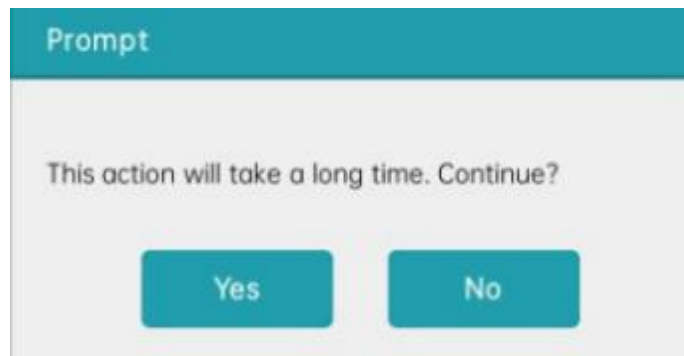 Prompt
This action will take a long time. Continue?
Yes No